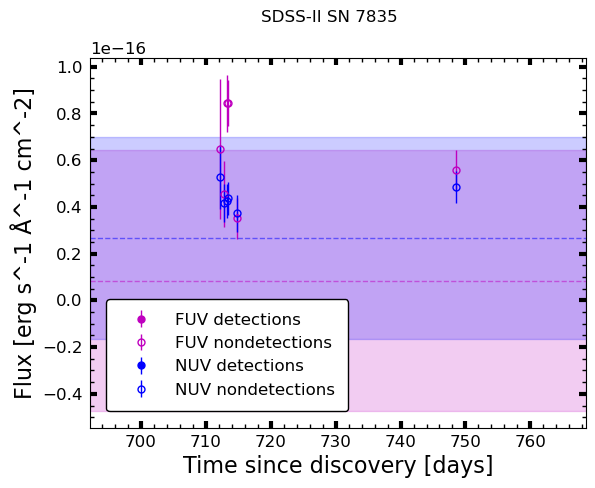 SDSS-II SN 7835
1e−16
Flux [erg s^-1 Å^-1 cm^-2]
1.0
0.8
0.6
0.4
0.2
0.0
−0.2
−0.4
FUV detections
FUV nondetections
NUV detections
NUV nondetections
700 710 720 730 740 750 760
Time since discovery [days]